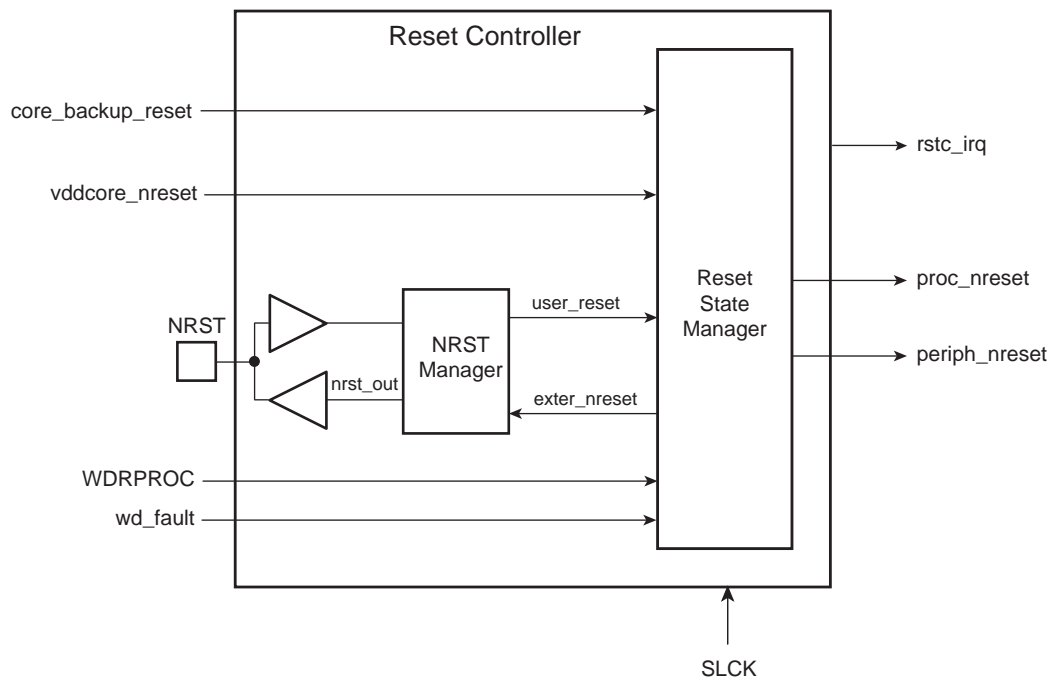 Reset Controller
core_backup_reset
rstc_irq
vddcore_nreset
Reset
State
Manager
proc_nreset
user_reset
NRST
NRST
Manager
periph_nreset
nrst_out
exter_nreset
WDRPROC
wd_fault
SLCK